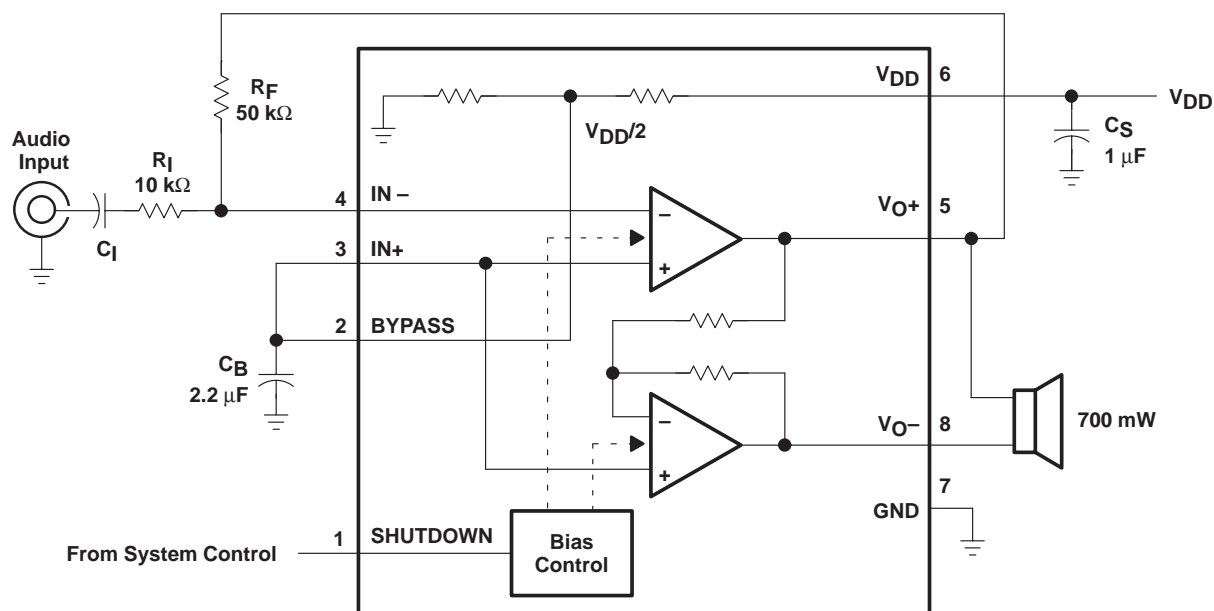 R_F
50 kΩ
V_DD 6
V_DD
V_DD/2
C_S
1 μF
Audio
Input
R_I
10 kΩ
C_I
4 IN −
−
+
V_O+ 5
3 IN+
2 BYPASS
C_B
2.2 μF
−
+
V_O− 8
700 mW
7
GND
1 SHUTDOWN
From System Control
Bias
Control